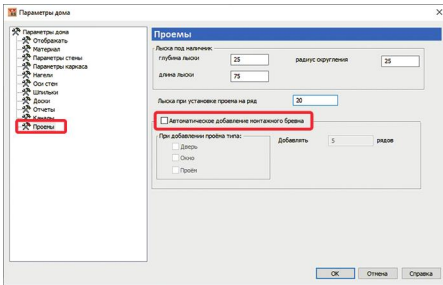 Параметры дома
Параметры дома
Отображать
Материал
Параметры стены
Параметры каркаса
Нагели
Оси стен
Шпильки
Доски
Отчеты
Каналы
Проемы
Проемы
Лыска под наличник
глубина лыски 25 радиус округления 25
длина лыски 75
Лыска при установке проема на ряд 20
Автоматическое добавление монтажного бревна
При добавлении проёма типа: Добавлять 5 рядов
Дверь
Окно
Проём
OK Отмена Справка